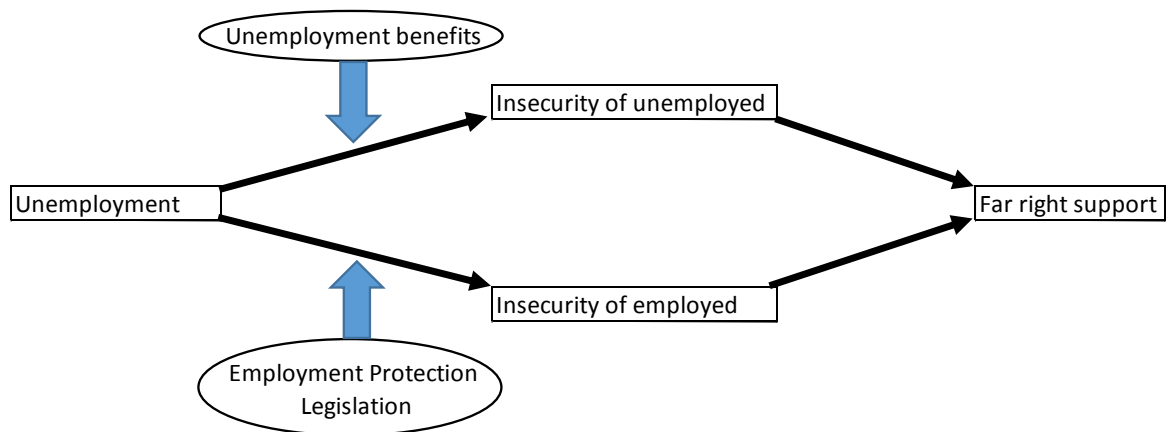 Unemployment benefits
Insecurity of unemployed
Unemployment
Far right support
Insecurity of employed
Employment Protection
Legislation